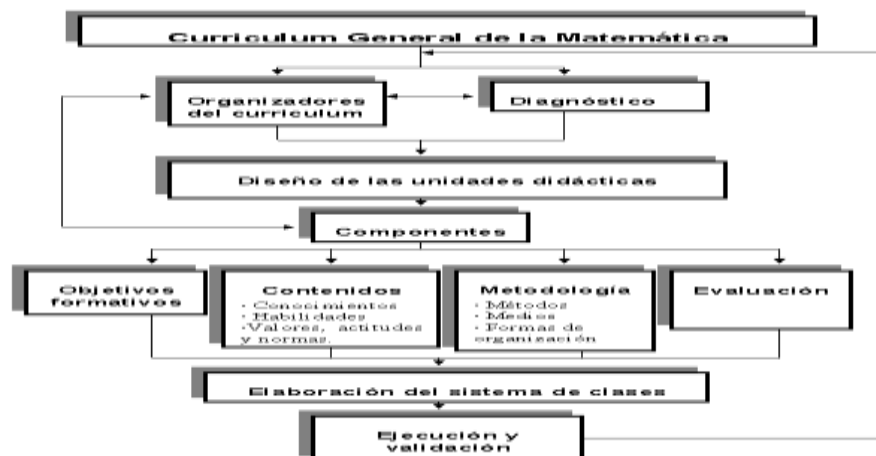 Curriculum General de la Matemática
Organizadores
del curriculum
Diagnóstico
Diseño de las unidades didácticas
Componentes
Objetivos
formativos
Contenidos
· Conocimientos
· Habilidades
·Valores, actitudes
y normas.
Metodología
· Métodos
· Medios
· Formas de
organización
Evaluación
Elaboración del sistema de clases
Ejecución y
validación